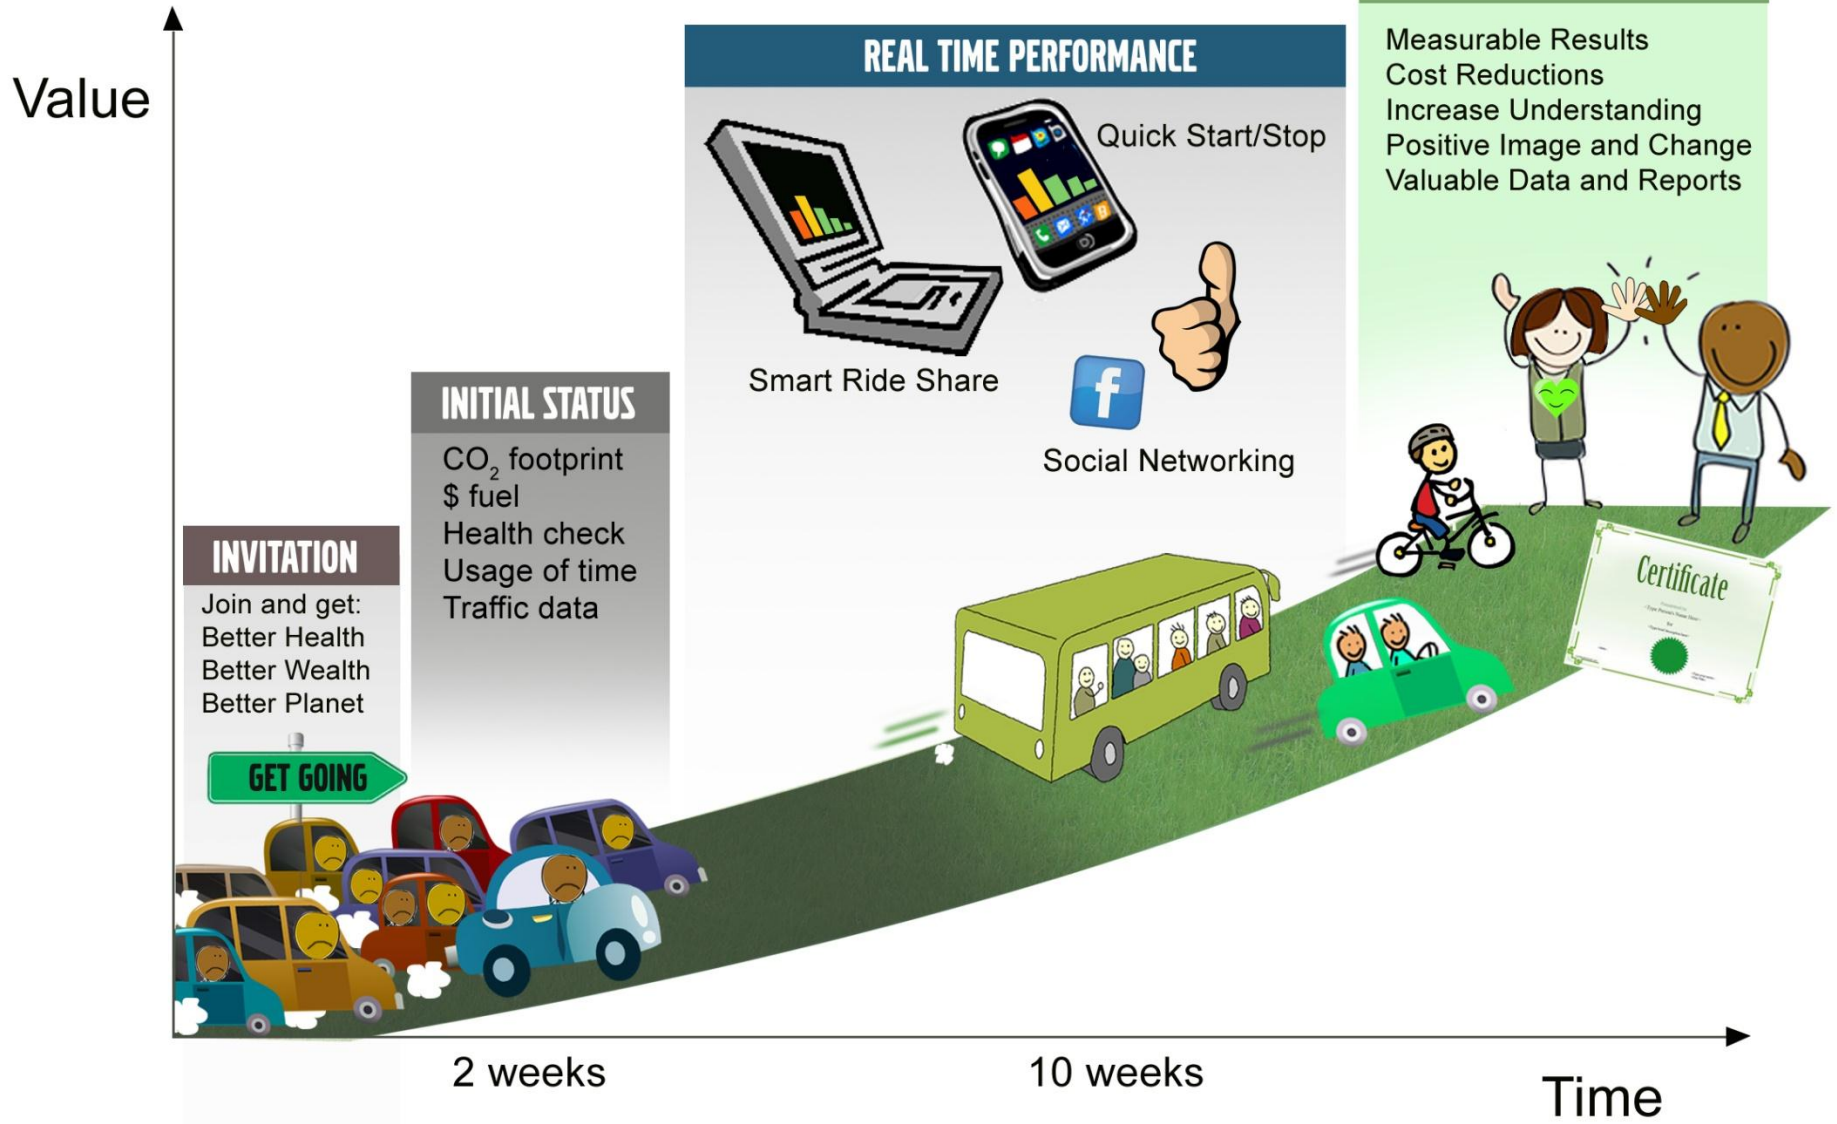 Value
INVITATION
Join and get:
Better Health
Better Wealth
Better Planet
GET GOING
INITIAL STATUS
CO₂ footprint
$ fuel
Health check
Usage of time
Traffic data
REAL TIME PERFORMANCE
Quick Start/Stop
Smart Ride Share
f
Social Networking
Measurable Results
Cost Reductions
Increase Understanding
Positive Image and Change
Valuable Data and Reports
Certificate
2 weeks
10 weeks
Time